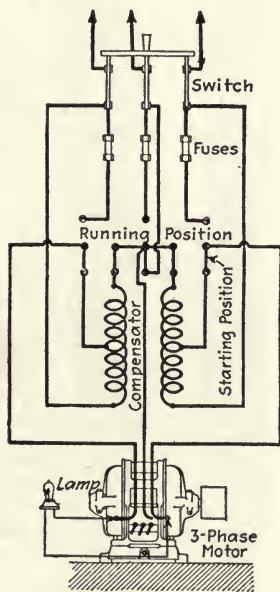 Switch
Fuses
Running Position
Starting Position
Compensator
Lamp
3-Phase
Motor